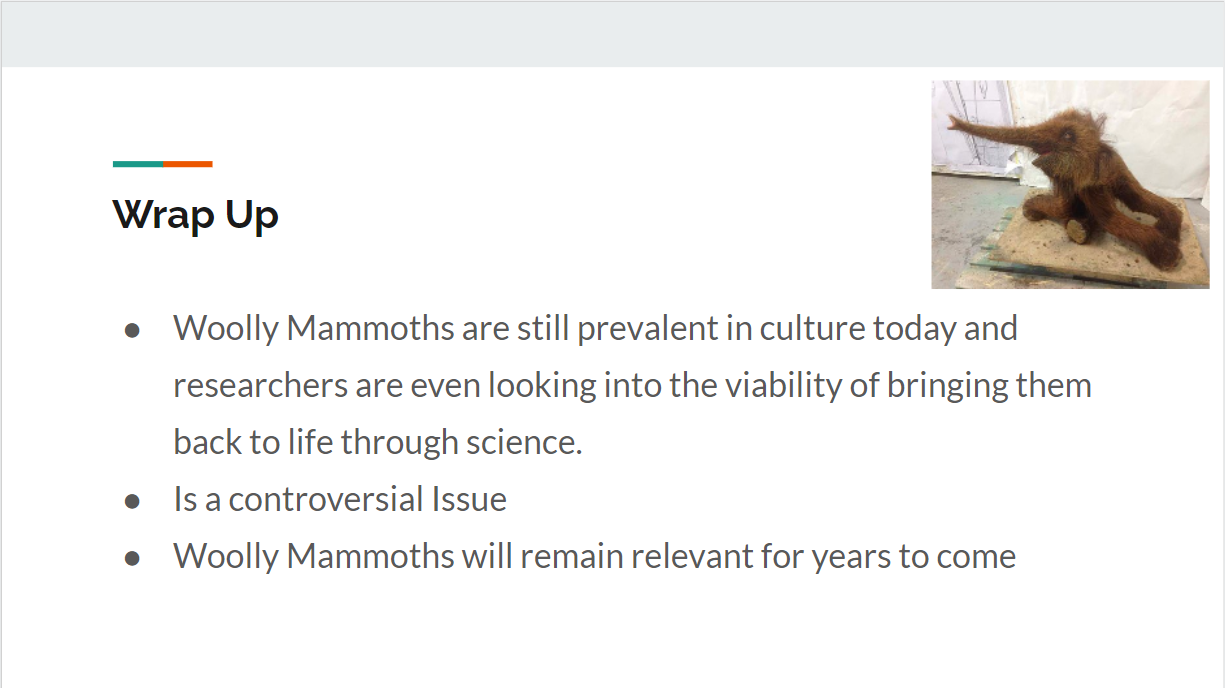 Wrap Up
● Woolly Mammoths are still prevalent in culture today and
researchers are even looking into the viability of bringing them
back to life through science.
● Is a controversial Issue
● Woolly Mammoths will remain relevant for years to come